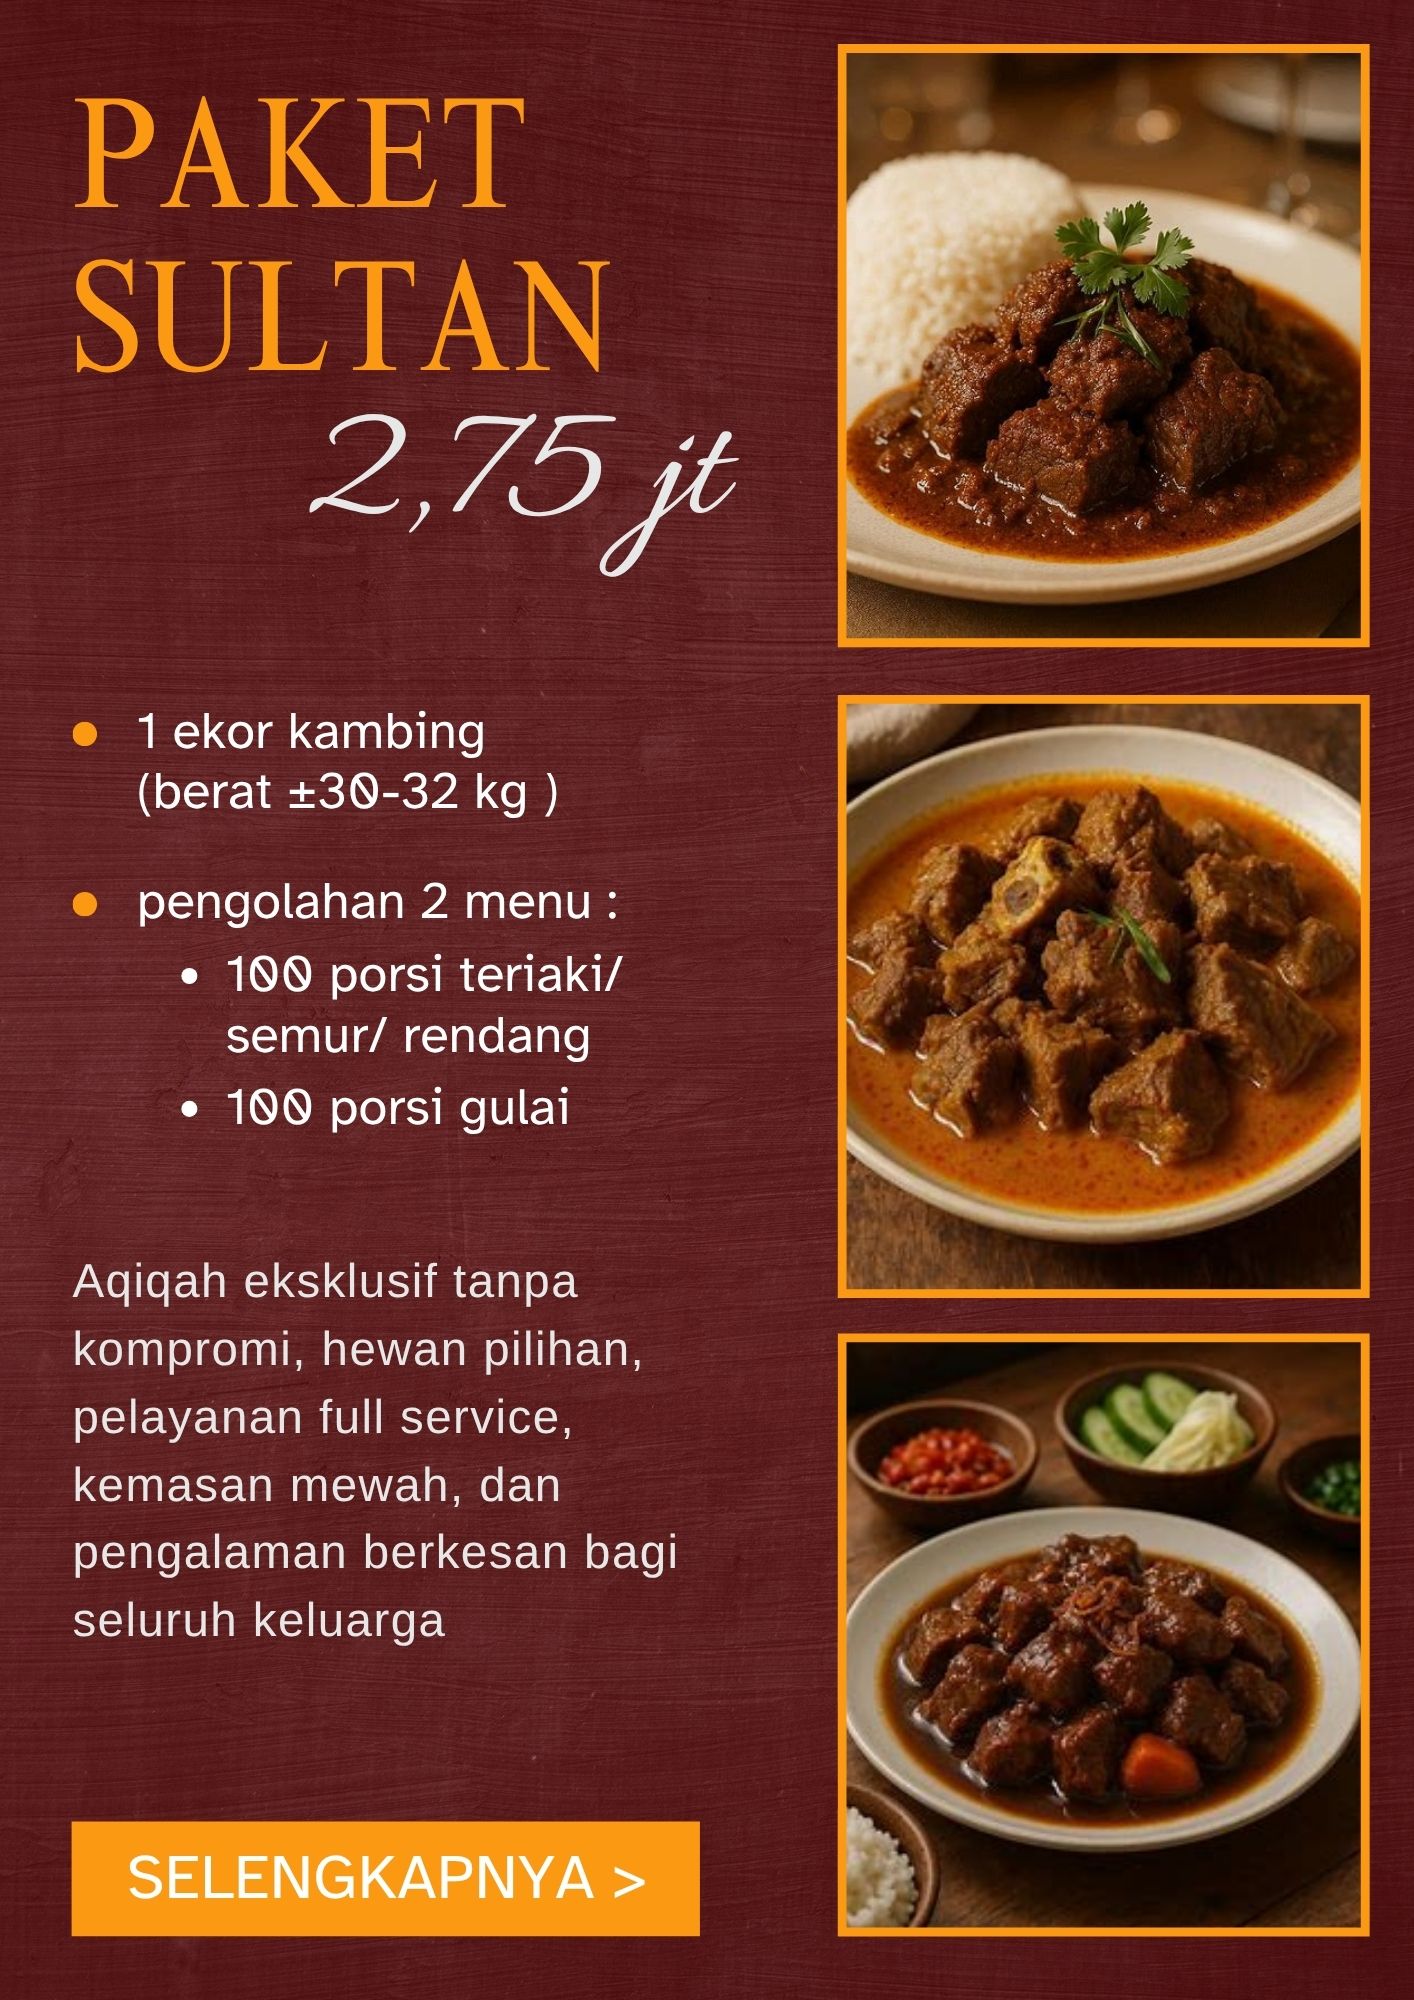 PAKET
SULTAN
2,75 jt
1 ekor kambing
(berat ±30-32 kg )
pengolahan 2 menu :
100 porsi teriaki/
semur/ rendang
100 porsi gulai
Aqiqah eksklusif tanpa
kompromi, hewan pilihan,
pelayanan full service,
kemasan mewah, dan
pengalaman berkesan bagi
seluruh keluarga
SELENGKAPNYA >